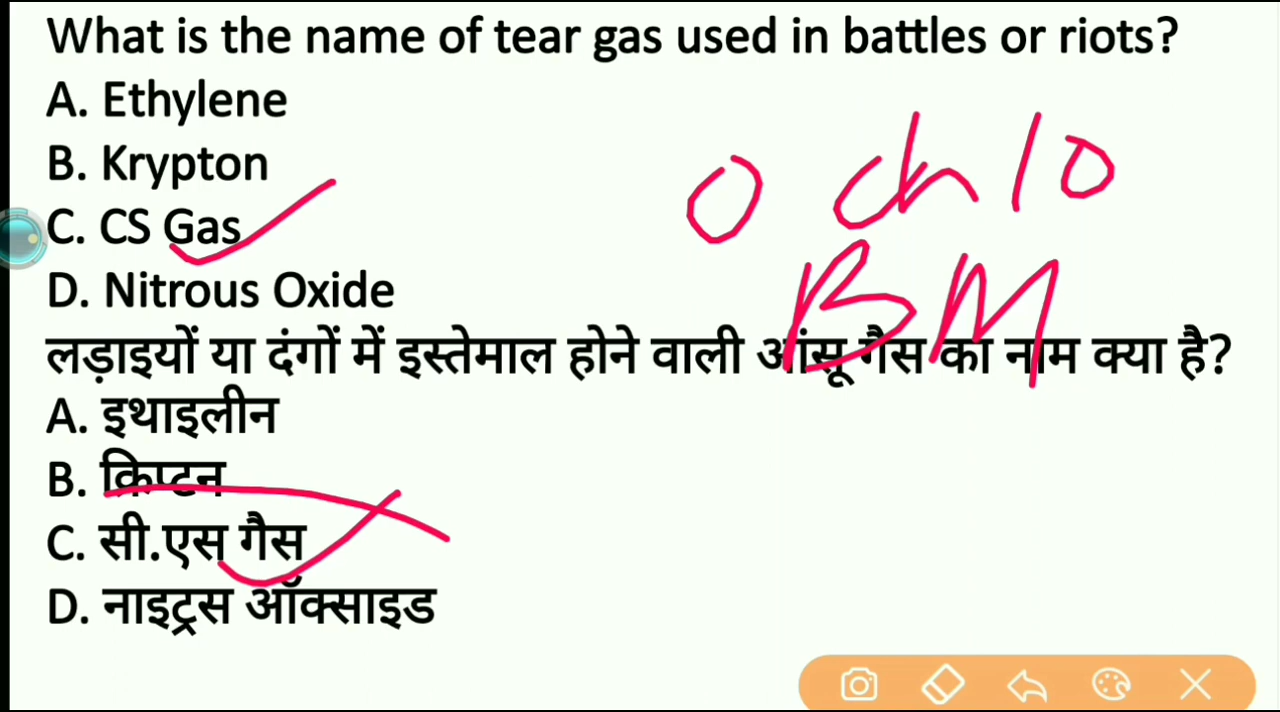 What is the name of tear gas used in battles or riots?
A. Ethylene
B. Krypton
C. CS Gas
D. Nitrous Oxide
O chlo
BM
लड़ाइयों या दंगों में इस्तेमाल होने वाली आंसू गैस का नाम क्या है?
A. इथाइलीन
B. क्रिप्टन
C. सी.एस गैस
D. नाइट्रस ऑक्साइड